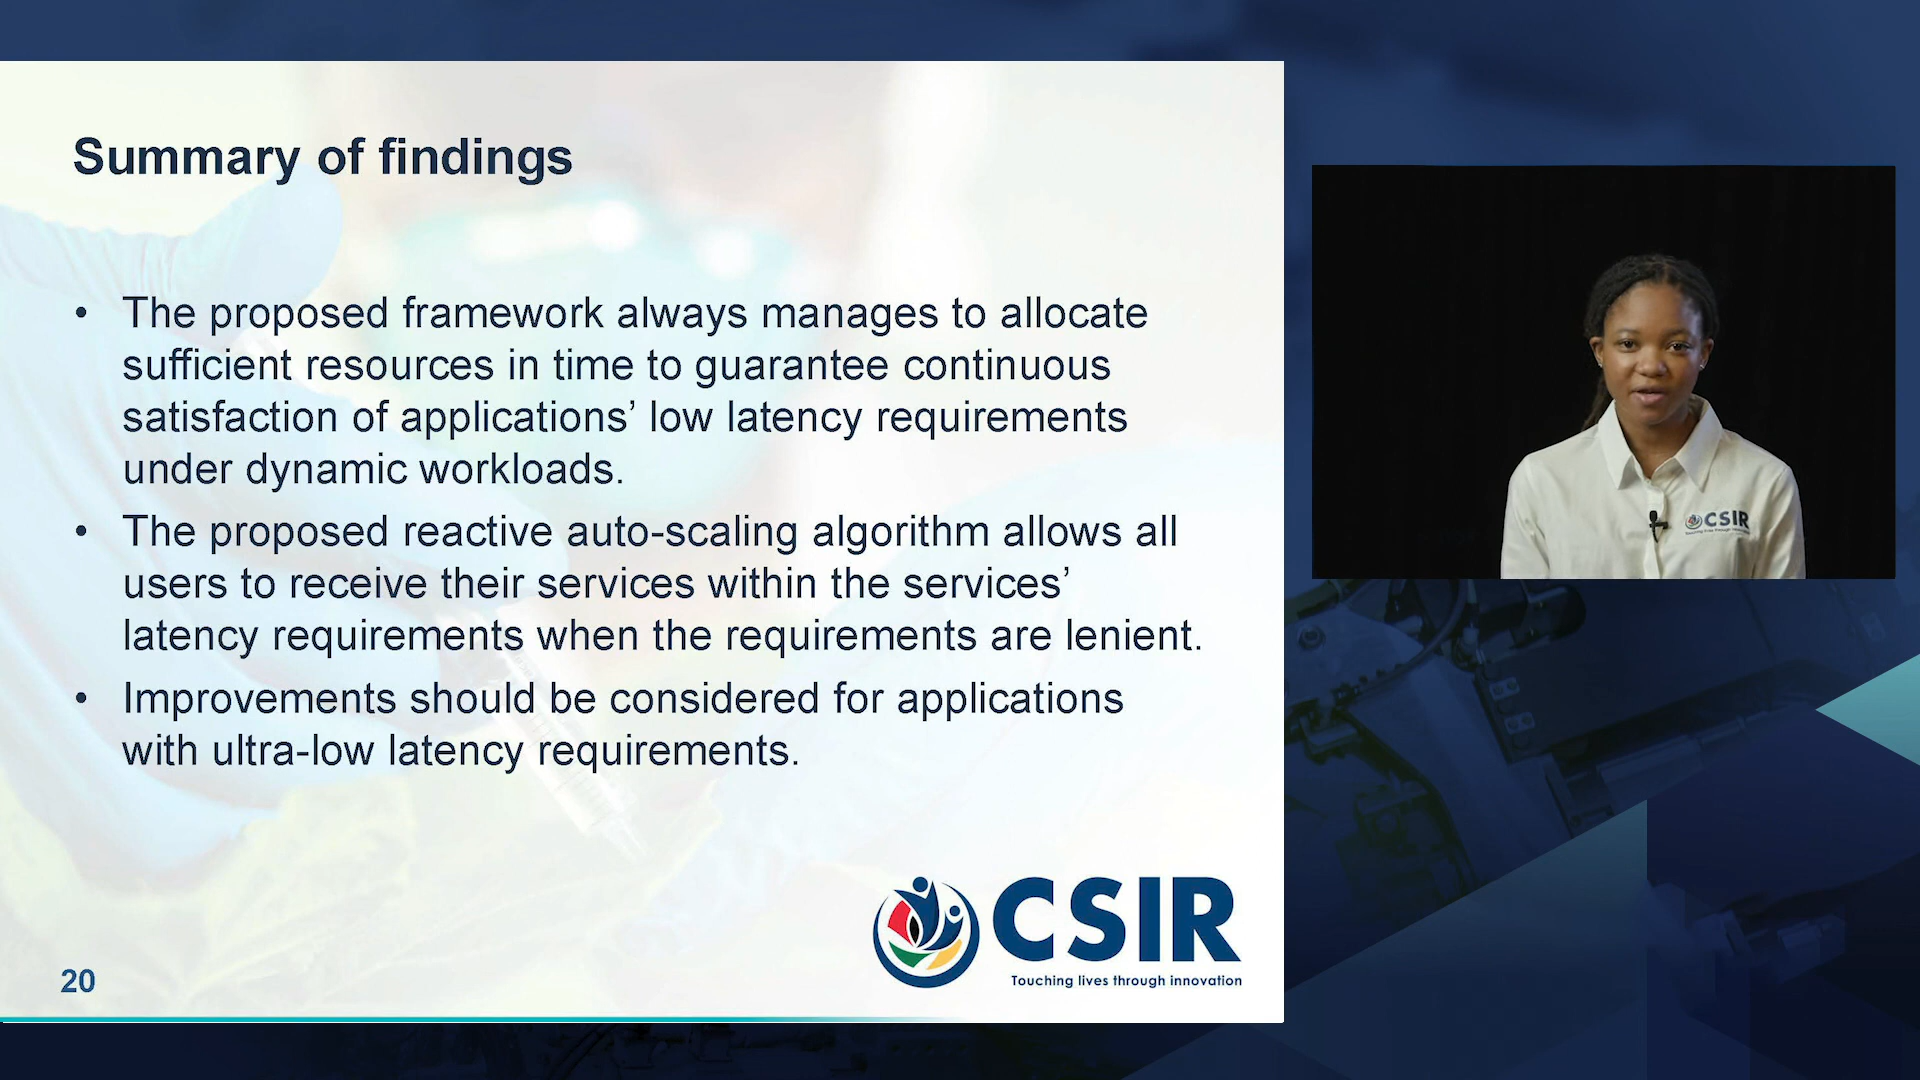 Summary of findings
• The proposed framework always manages to allocate
sufficient resources in time to guarantee continuous
satisfaction of applications’ low latency requirements
under dynamic workloads.
• The proposed reactive auto-scaling algorithm allows all
users to receive their services within the services’
latency requirements when the requirements are lenient.
• Improvements should be considered for applications
with ultra-low latency requirements.
CSIR
Touching lives through innovation
20
CSIR